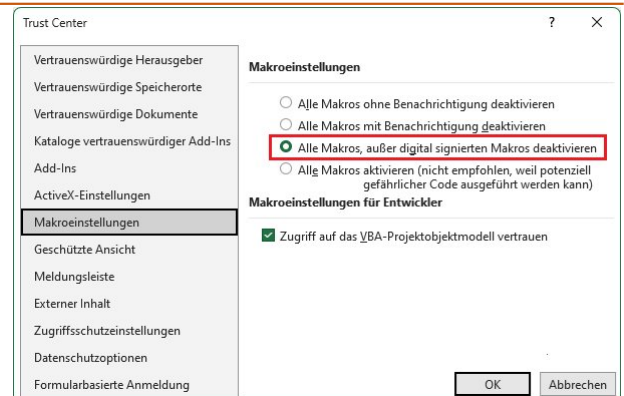 Trust Center
? X
Vertrauenswürdige Herausgeber
Vertrauenswürdige Speicherorte
Vertrauenswürdige Dokumente
Kataloge vertrauenswürdiger Add-Ins
Add-Ins
ActiveX-Einstellungen
Makroeinstellungen
Geschützte Ansicht
Meldungsleiste
Externer Inhalt
Zugriffsschutzeinstellungen
Datenschutzoptionen
Formularbasierte Anmeldung
Makroeinstellungen
Alle Makros ohne Benachrichtigung deaktivieren
Alle Makros mit Benachrichtigung deaktivieren
Alle Makros, außer digital signierten Makros deaktivieren
Alle Makros aktivieren (nicht empfohlen, weil potenziell
gefährlicher Code ausgeführt werden kann)
Makroeinstellungen für Entwickler
Zugriff auf das VBA-Projektobjektmodell vertrauen
OK
Abbrechen